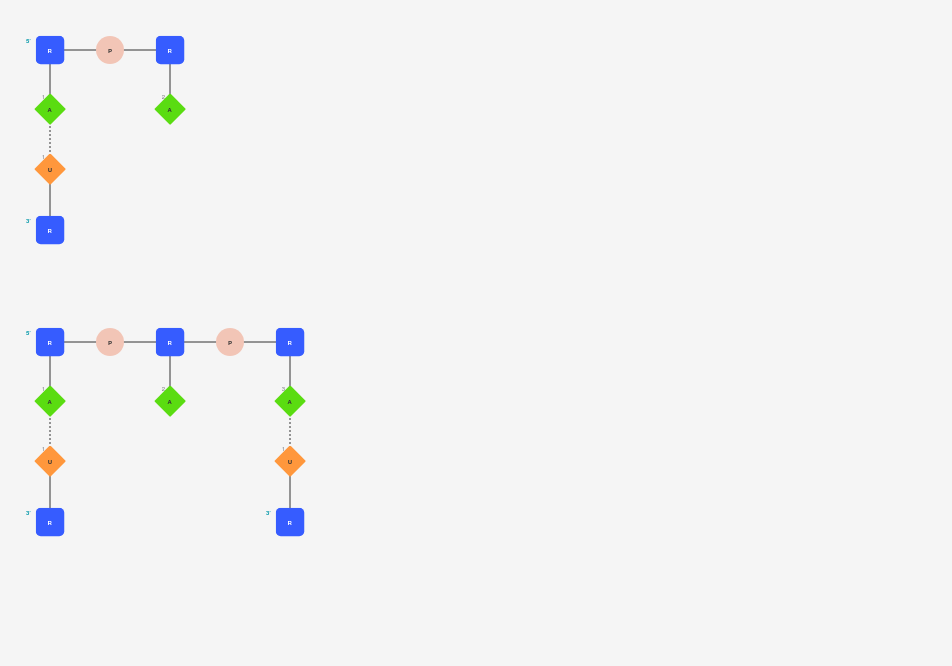 5' R P R
1 A 2 A
1 U
3' R
5' R P R P R
1 A 2 A 3 A
1 U 1 U
3' R 3' R